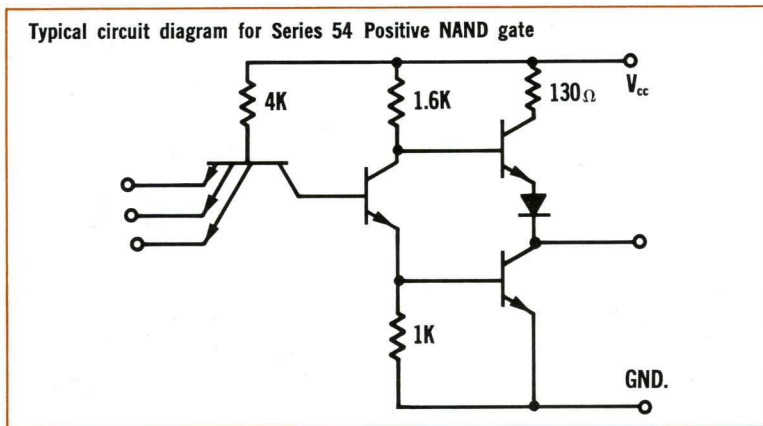 Typical circuit diagram for Series 54 Positive NAND gate
4K
1.6K
130Ω
Vcc
1K
GND.